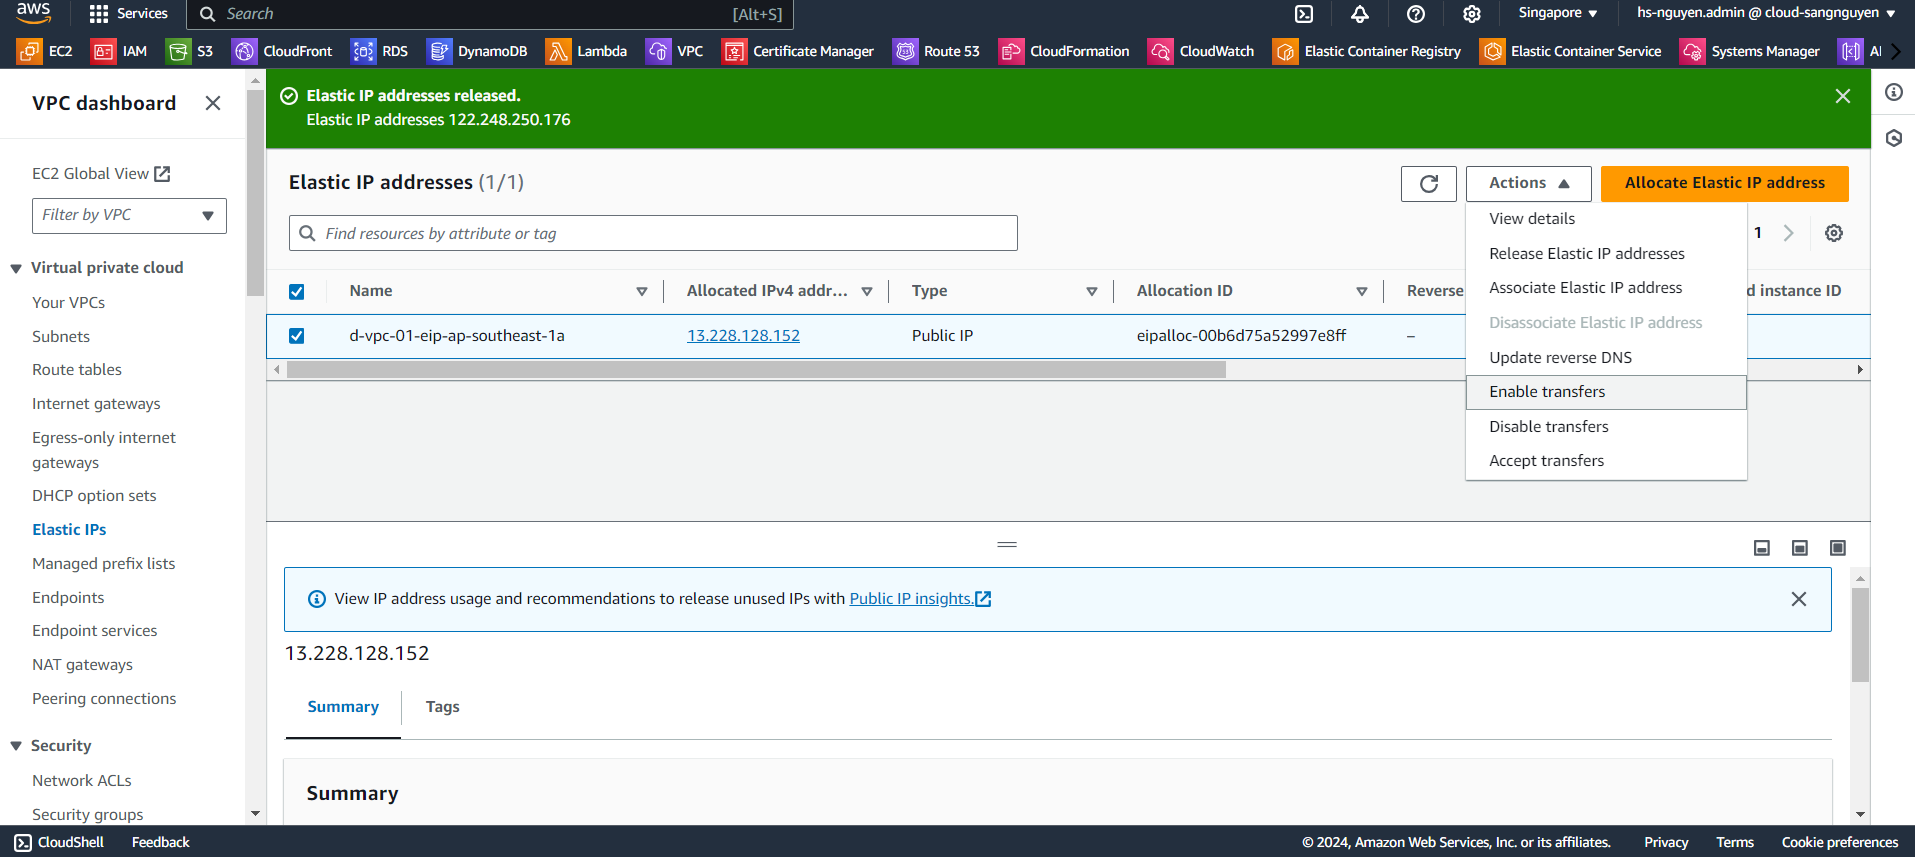 aws
Services
Search
[Alt+S]
Singapore
hs-nguyen.admin @ cloud-sangnguyen
EC2
IAM
S3
CloudFront
RDS
DynamoDB
Lambda
VPC
Certificate Manager
Route 53
CloudFormation
CloudWatch
Elastic Container Registry
Elastic Container Service
Systems Manager
VPC dashboard
EC2 Global View
Filter by VPC
Virtual private cloud
Your VPCs
Subnets
Route tables
Internet gateways
Egress-only internet
gateways
DHCP option sets
Elastic IPs
Managed prefix lists
Endpoints
Endpoint services
NAT gateways
Peering connections
Security
Network ACLs
Security groups
Elastic IP addresses released.
Elastic IP addresses 122.248.250.176
Elastic IP addresses (1/1)
Actions
Allocate Elastic IP address
Find resources by attribute or tag
1
View details
Release Elastic IP addresses
Associate Elastic IP address
Disassociate Elastic IP address
Update reverse DNS
Enable transfers
Disable transfers
Accept transfers
Name
Allocated IPv4 addr...
Type
Allocation ID
Reverse
d instance ID
d-vpc-01-eip-ap-southeast-1a
13.228.128.152
Public IP
eipalloc-00b6d75a52997e8ff
–
View IP address usage and recommendations to release unused IPs with Public IP insights.
13.228.128.152
Summary
Tags
Summary
CloudShell
Feedback
© 2024, Amazon Web Services, Inc. or its affiliates.
Privacy
Terms
Cookie preferences